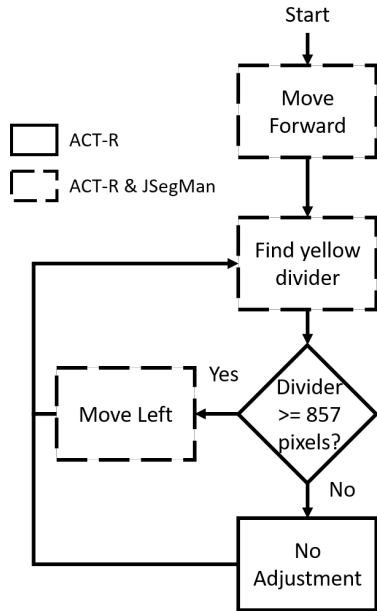 Start
Move
Forward
ACT-R
ACT-R & JSegMan
Find yellow
divider
Yes
Divider
>= 857
pixels?
Move Left
No
No
Adjustment